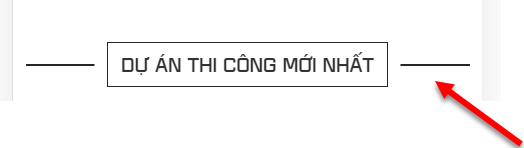 DỰ ÁN THI CÔNG MỚI NHẤT